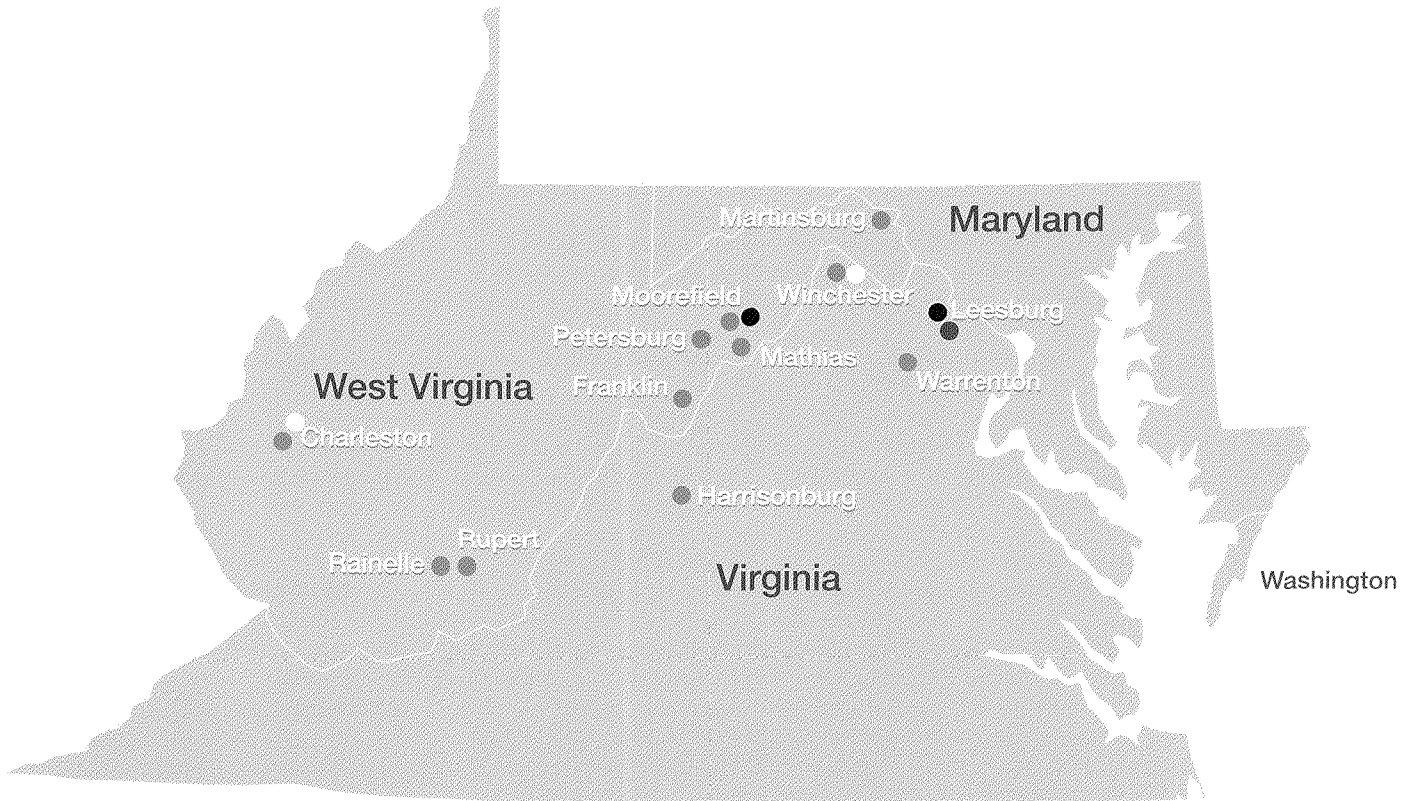 Martinsburg
Maryland
Moorefield
Winchester
Leesburg
Petersburg
Mathias
West Virginia
Franklin
Warrenton
Charleston
Harrisonburg
Rupert
Rainelle
Virginia
Washington